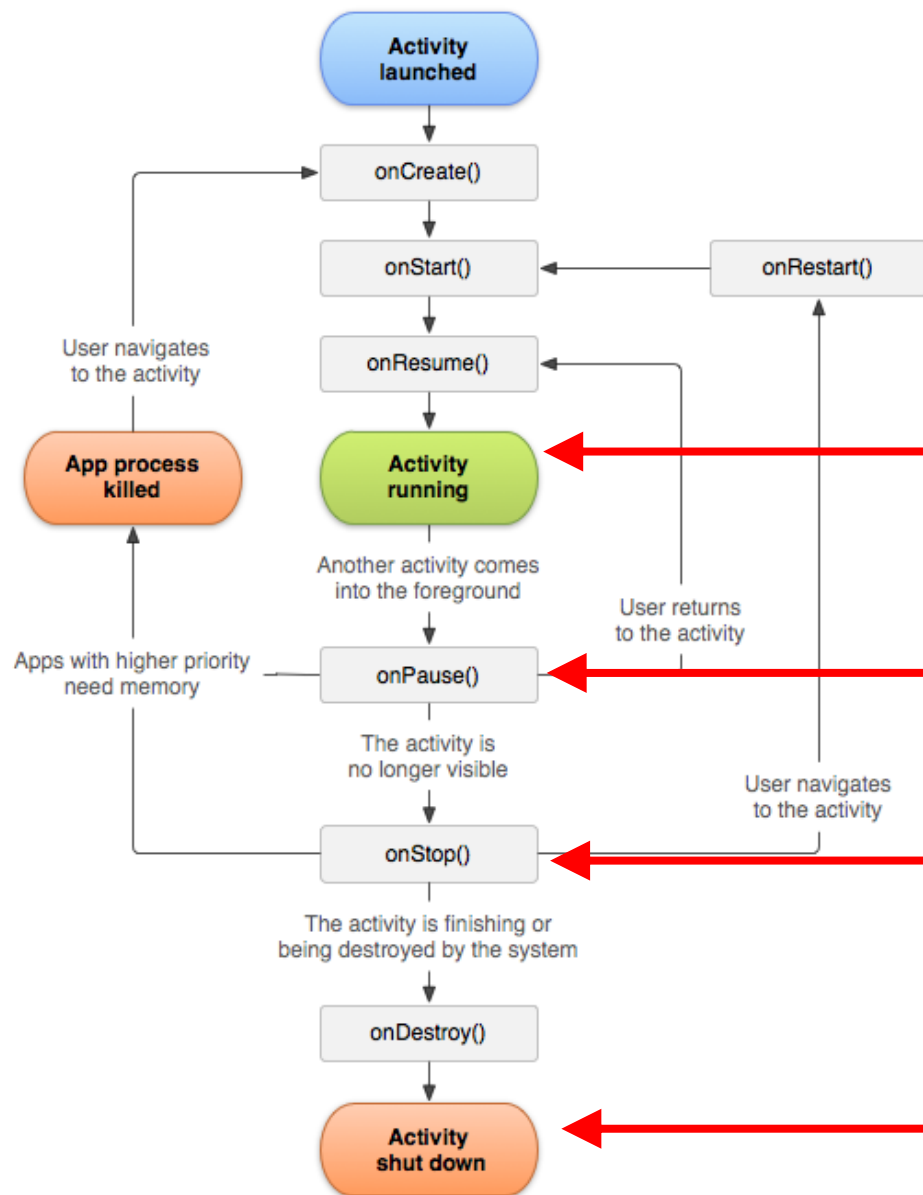 Activity
launched
onCreate()
onStart()
onRestart()
onResume()
User navigates
to the activity
App process
killed
Activity
running
Another activity comes
into the foreground
User returns
to the activity
Apps with higher priority
need memory
onPause()
The activity is
no longer visible
User navigates
to the activity
onStop()
The activity is finishing or
being destroyed by the system
onDestroy()
Activity
shut down